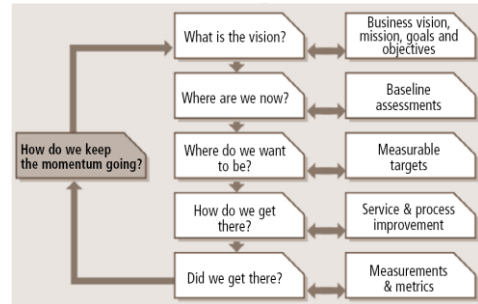 What is the vision?
Business vision,
mission, goals and
objectives
Where are we now?
Baseline
assessments
How do we keep
the momentum going?
Where do we want
to be?
Measurable
targets
How do we get
there?
Service & process
improvement
Did we get there?
Measurements
& metrics